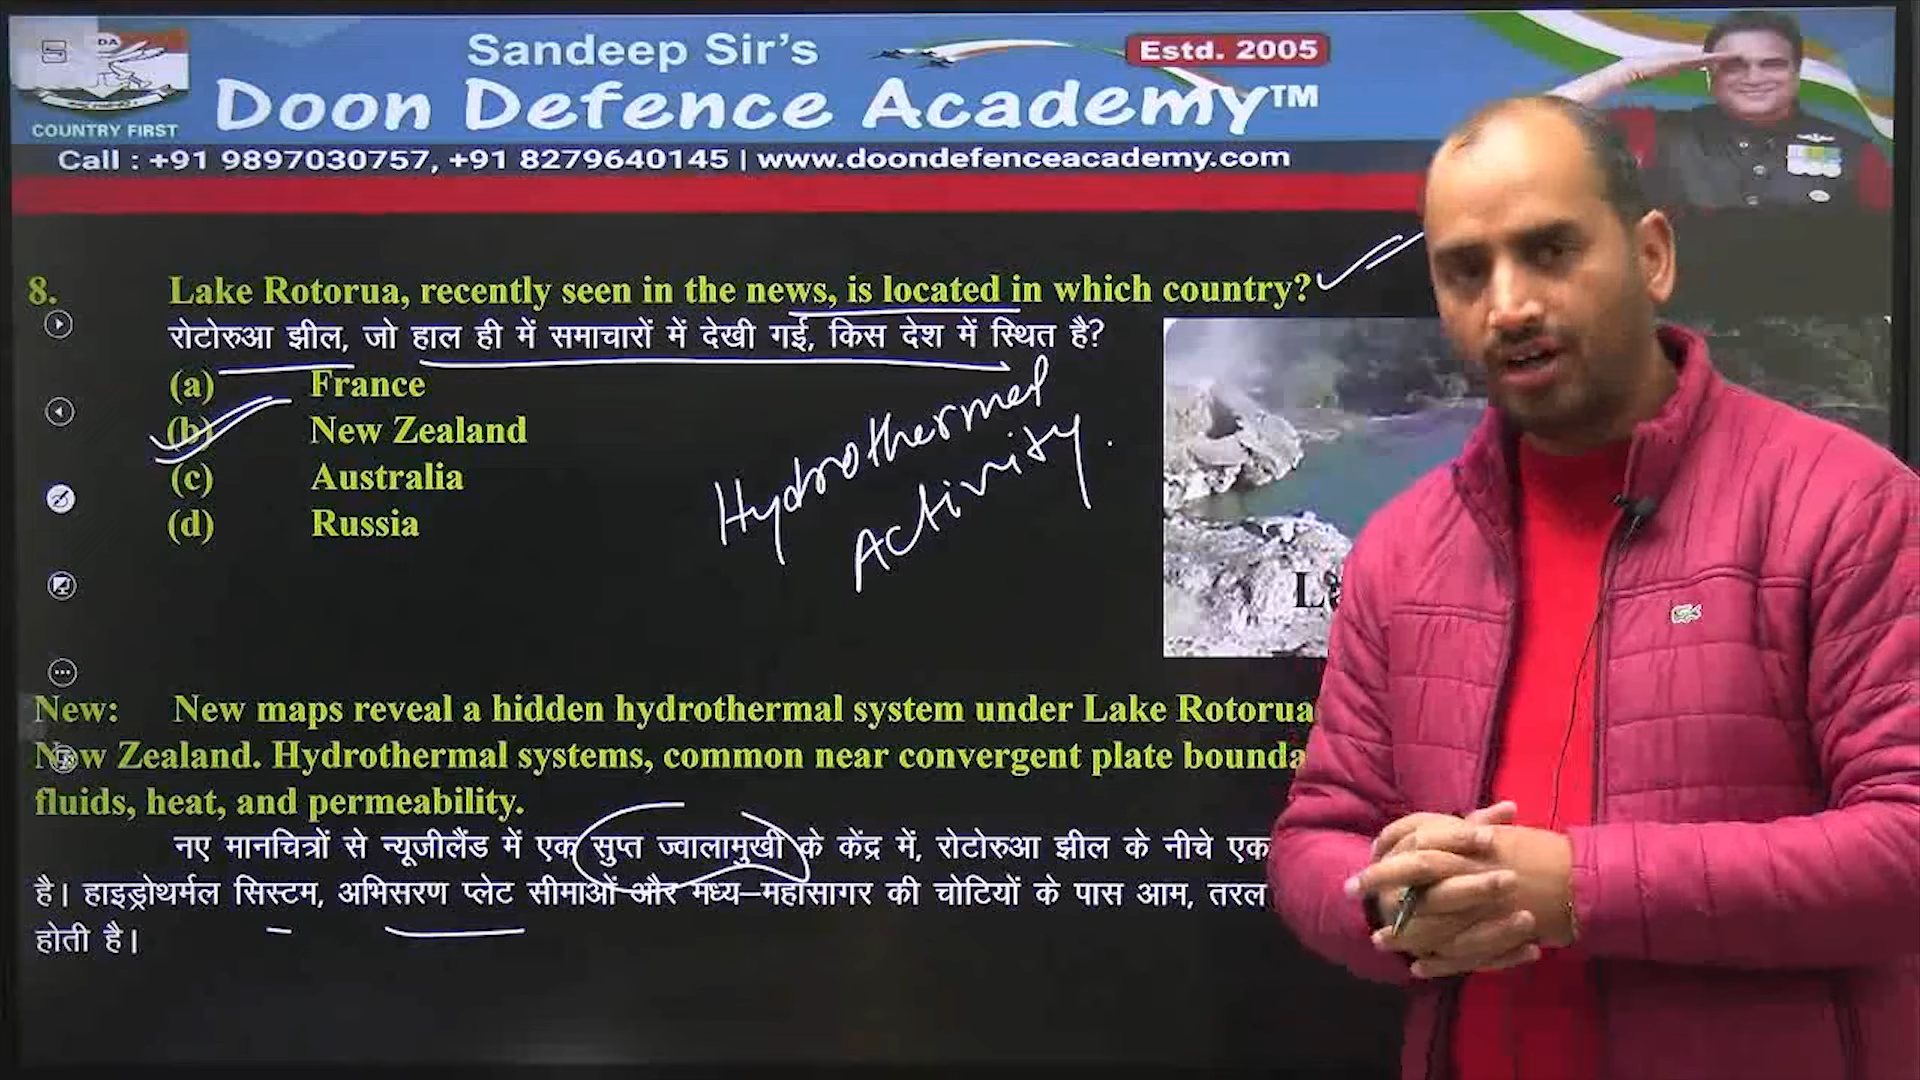 Sandeep Sir's
Estd. 2005
Doon Defence Academy™
COUNTRY FIRST
Call : +91 9897030757, +91 8279640145 | www.doondefenceacademy.com
8. Lake Rotorua, recently seen in the news, is located in which country?
रोटोरुआ झील, जो हाल ही में समाचारों में देखी गई, किस देश में स्थित है?
(a) France
(b) New Zealand
(c) Australia
(d) Russia
Hydrothermal
Activity.
New: New maps reveal a hidden hydrothermal system under Lake Rotorua
New Zealand. Hydrothermal systems, common near convergent plate
fluids, heat, and permeability.
नए मानचित्रों से न्यूजीलैंड में एक सुप्त ज्वालामुखी के केंद्र में, रोटोरुआ झील के नीचे एक
है। हाइड्रोथर्मल सिस्टम, अभिसरण प्लेट सीमाओं और मध्य–महासागर की चोटियों के पास आम, तरल
होती है।